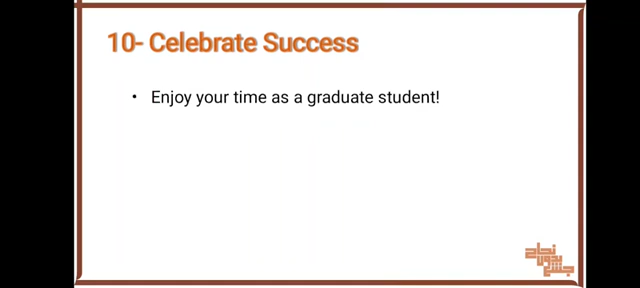 10- Celebrate Success
• Enjoy your time as a graduate student!